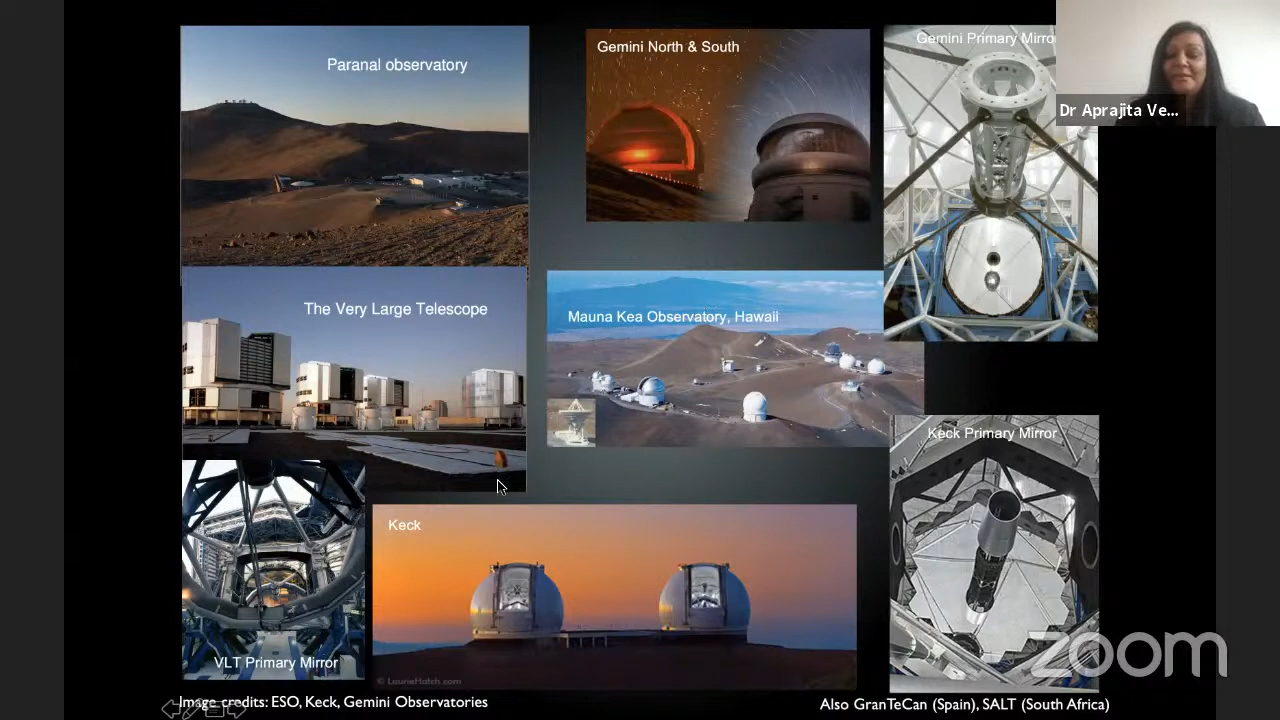 Paranal observatory
Gemini North & South
Gemini Primary Mirro
Dr Aprajita Ve...
The Very Large Telescope
Mauna Kea Observatory, Hawaii
Keck Primary Mirror
Keck
VLT Primary Mirror
© LaurieHatch.com
zoom
Image credits: ESO, Keck, Gemini Observatories
Also GranTeCan (Spain), SALT (South Africa)